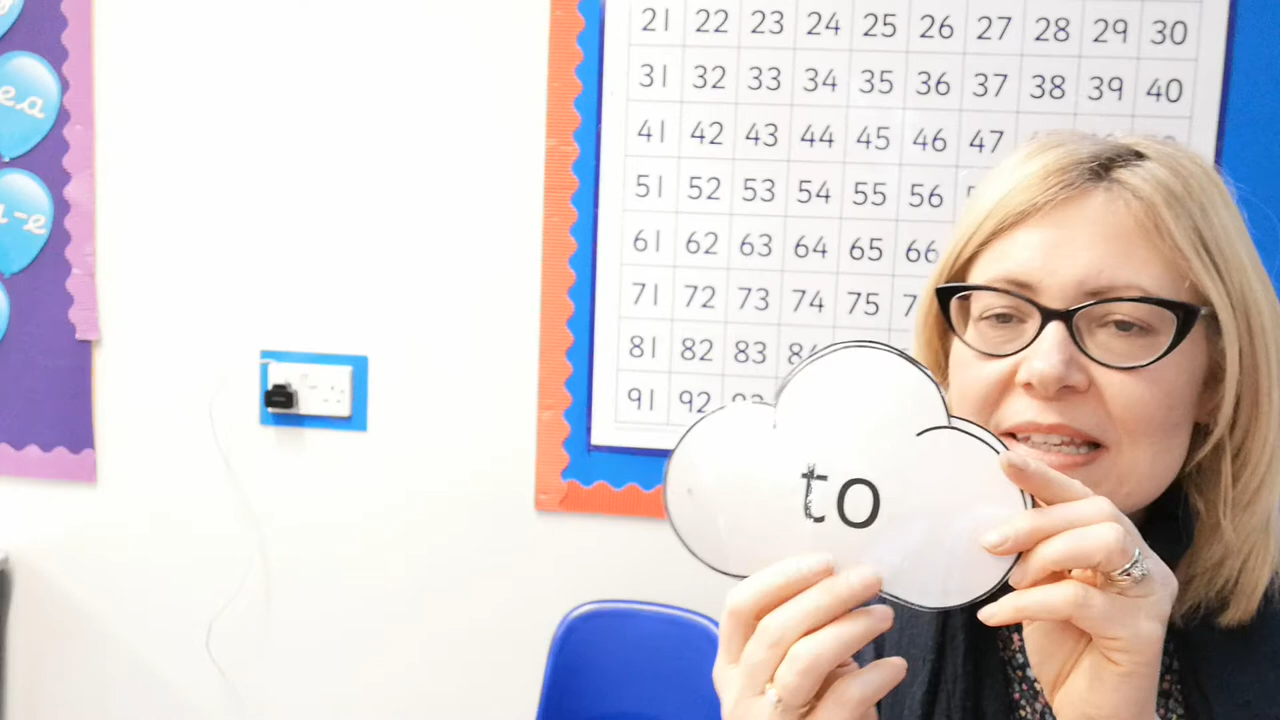 ea
-e
21 22 23 24 25 26 27 28 29 30
31 32 33 34 35 36 37 38 39 40
41 42 43 44 45 46 47
51 52 53 54 55 56
61 62 63 64 65 66
71 72 73 74 75
81 82 83
91 92
to